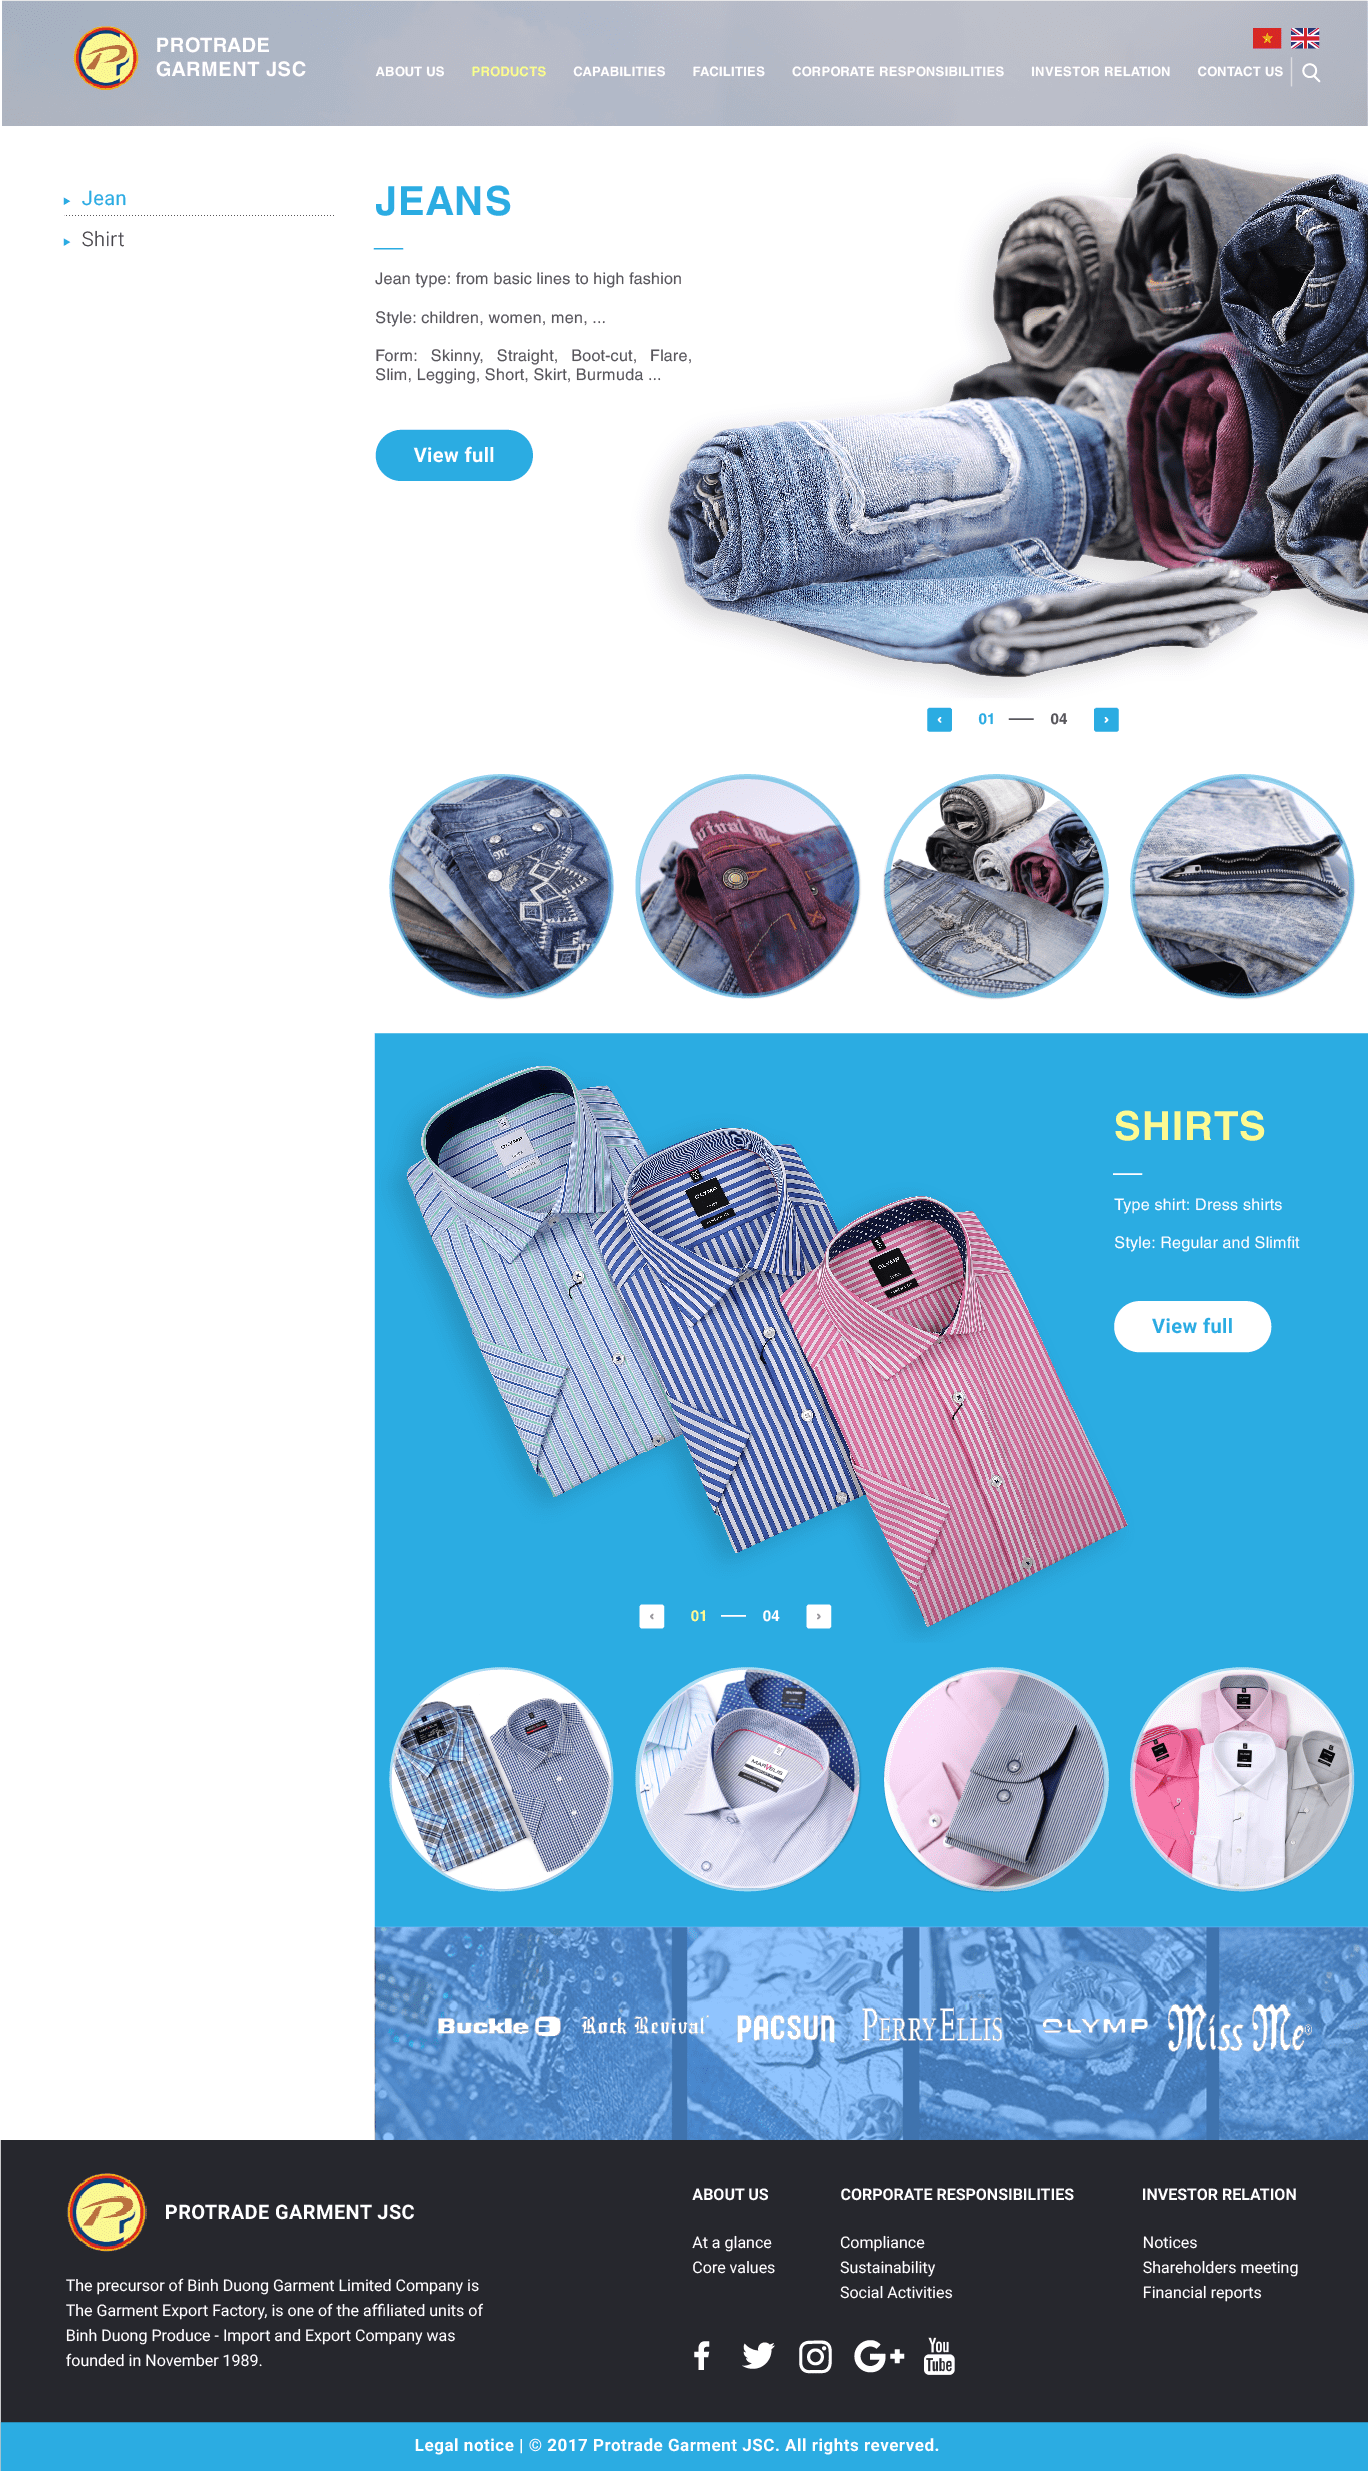 PROTRADE
GARMENT JSC
ABOUT US PRODUCTS CAPABILITIES FACILITIES CORPORATE RESPONSIBILITIES INVESTOR RELATION CONTACT US
Jean
Shirt
JEANS
Jean type: from basic lines to high fashion
Style: children, women, men, ...
Form: Skinny, Straight, Boot-cut, Flare,
Slim, Legging, Short, Skirt, Burmuda ...
View full
01 — 04
SHIRTS
Type shirt: Dress shirts
Style: Regular and Slimfit
View full
OLYMP
OLYMP
OLYMP
01 — 04
MARVELIS
Buckle B Rock Revival PACSUN PERRY ELLIS OLYMP Miss Me®
PROTRADE GARMENT JSC
The precursor of Binh Duong Garment Limited Company is
The Garment Export Factory, is one of the affiliated units of
Binh Duong Produce - Import and Export Company was
founded in November 1989.
ABOUT US
At a glance
Core values
CORPORATE RESPONSIBILITIES
Compliance
Sustainability
Social Activities
INVESTOR RELATION
Notices
Shareholders meeting
Financial reports
f G+ You Tube
Legal notice | © 2017 Protrade Garment JSC. All rights reverved.